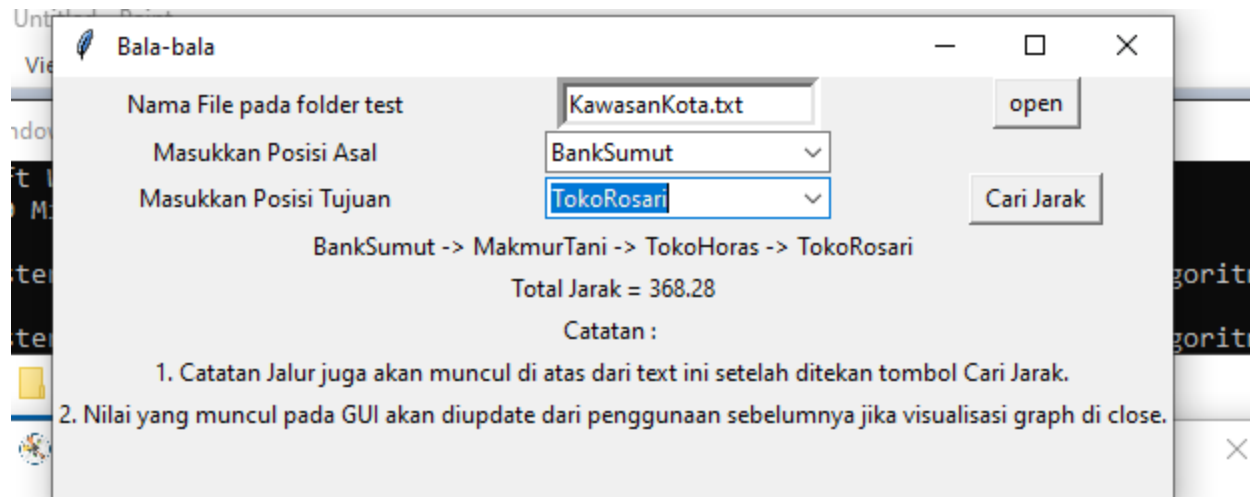 Bala-bala
Nama File pada folder test KawasanKota.txt open
Masukkan Posisi Asal BankSumut
Masukkan Posisi Tujuan TokoRosari Cari Jarak
BankSumut -> MakmurTani -> TokoHoras -> TokoRosari
Total Jarak = 368.28
Catatan :
1. Catatan Jalur juga akan muncul di atas dari text ini setelah ditekan tombol Cari Jarak.
2. Nilai yang muncul pada GUI akan diupdate dari penggunaan sebelumnya jika visualisasi graph di close.